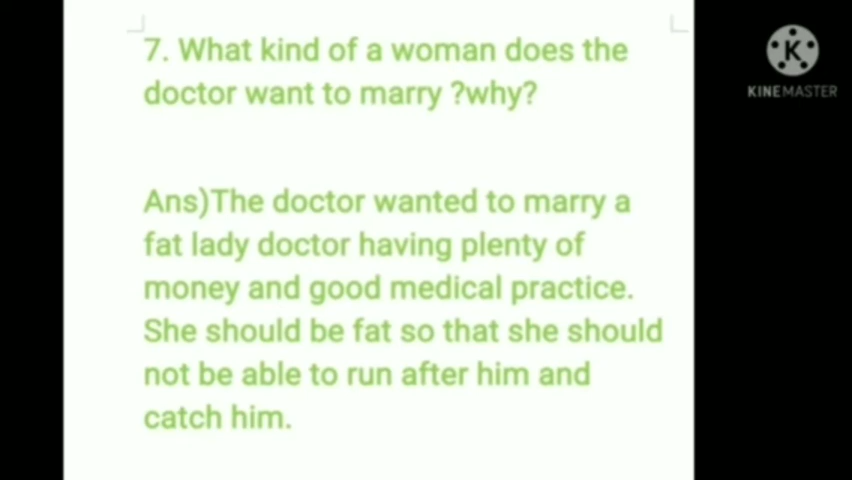 7. What kind of a woman does the
doctor want to marry ?why?
Ans)The doctor wanted to marry a
fat lady doctor having plenty of
money and good medical practice.
She should be fat so that she should
not be able to run after him and
catch him.
K
KINEMASTER